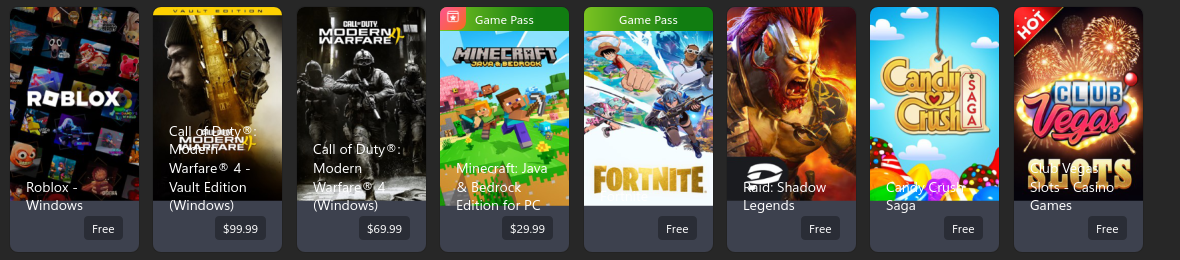 ROBLOX
Roblox -
Windows
Free
VAULT EDITION
Call of Duty®:
Modern
Warfare® 4 -
Vault Edition
(Windows)
$99.99
CALL OF DUTY
MODERN
WARFARE 4
Call of Duty®:
Modern
Warfare® 4
(Windows)
$69.99
Game Pass
MINECRAFT
JAVA & BEDROCK
Minecraft: Java
& Bedrock
Edition for PC
$29.99
Game Pass
FORTNITE
Free
Raid: Shadow
Legends
Free
Candy
Crush
SAGA
Candy Crush
Saga
Free
HOT
CLUB
Vegas
SLOTS
Club Vegas
Slots - Casino
Games
Free